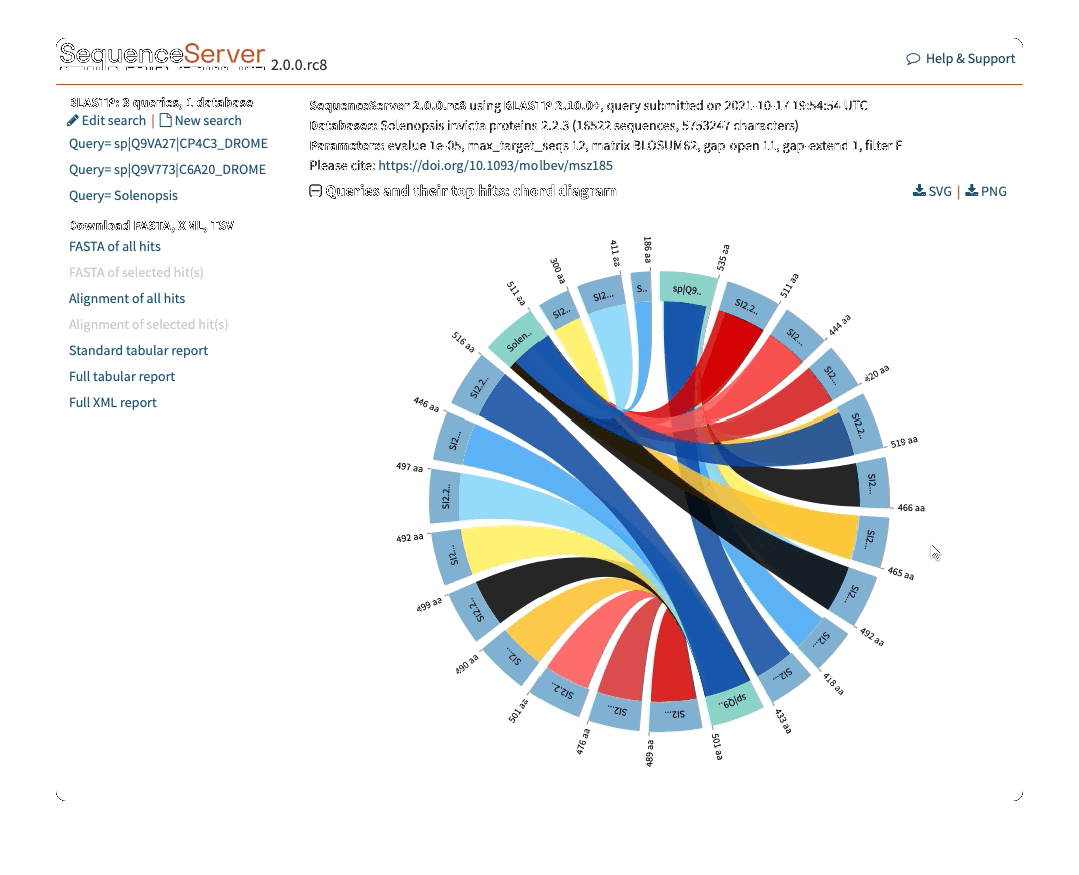 SequenceServer 2.0.0.rc8
Help & Support
BLASTP: 3 queries, 1 database
Edit search | New search
Query= sp|Q9VA27|CP4C3_DROME
Query= sp|Q9V773|C6A20_DROME
Query= Solenopsis
Download FASTA, XML, TSV
FASTA of all hits
FASTA of selected hit(s)
Alignment of all hits
Alignment of selected hit(s)
Standard tabular report
Full tabular report
Full XML report
SequenceServer 2.0.0.rc8 using BLASTP 2.10.0+, query submitted on 2021-10-17 19:54:54 UTC
Databases: Solenopsis invicta proteins 2.2.3 (16522 sequences, 5753247 characters)
Parameters: evalue 1e-05, max_target_seqs 12, matrix BLOSUM62, gap-open 11, gap-extend 1, filter F
Please cite: https://doi.org/10.1093/molbev/msz185
Queries and their top hits: chord diagram
SVG | PNG
186 aa
S..
535 aa
sp|Q9..
511 aa
SI2.2..
444 aa
SI2...
420 aa
SI2...
519 aa
SI2.2..
466 aa
SI2...
465 aa
SI2...
492 aa
SI2...
418 aa
SI2...
433 aa
SI2...
501 aa
sp|Q9..
489 aa
SI2...
476 aa
SI2...
501 aa
SI2.2..
490 aa
SI2...
499 aa
SI2.2..
492 aa
SI2...
497 aa
SI2.2..
446 aa
SI2...
516 aa
SI2.2..
511 aa
Solen..
300 aa
SI2..
411 aa
SI2...